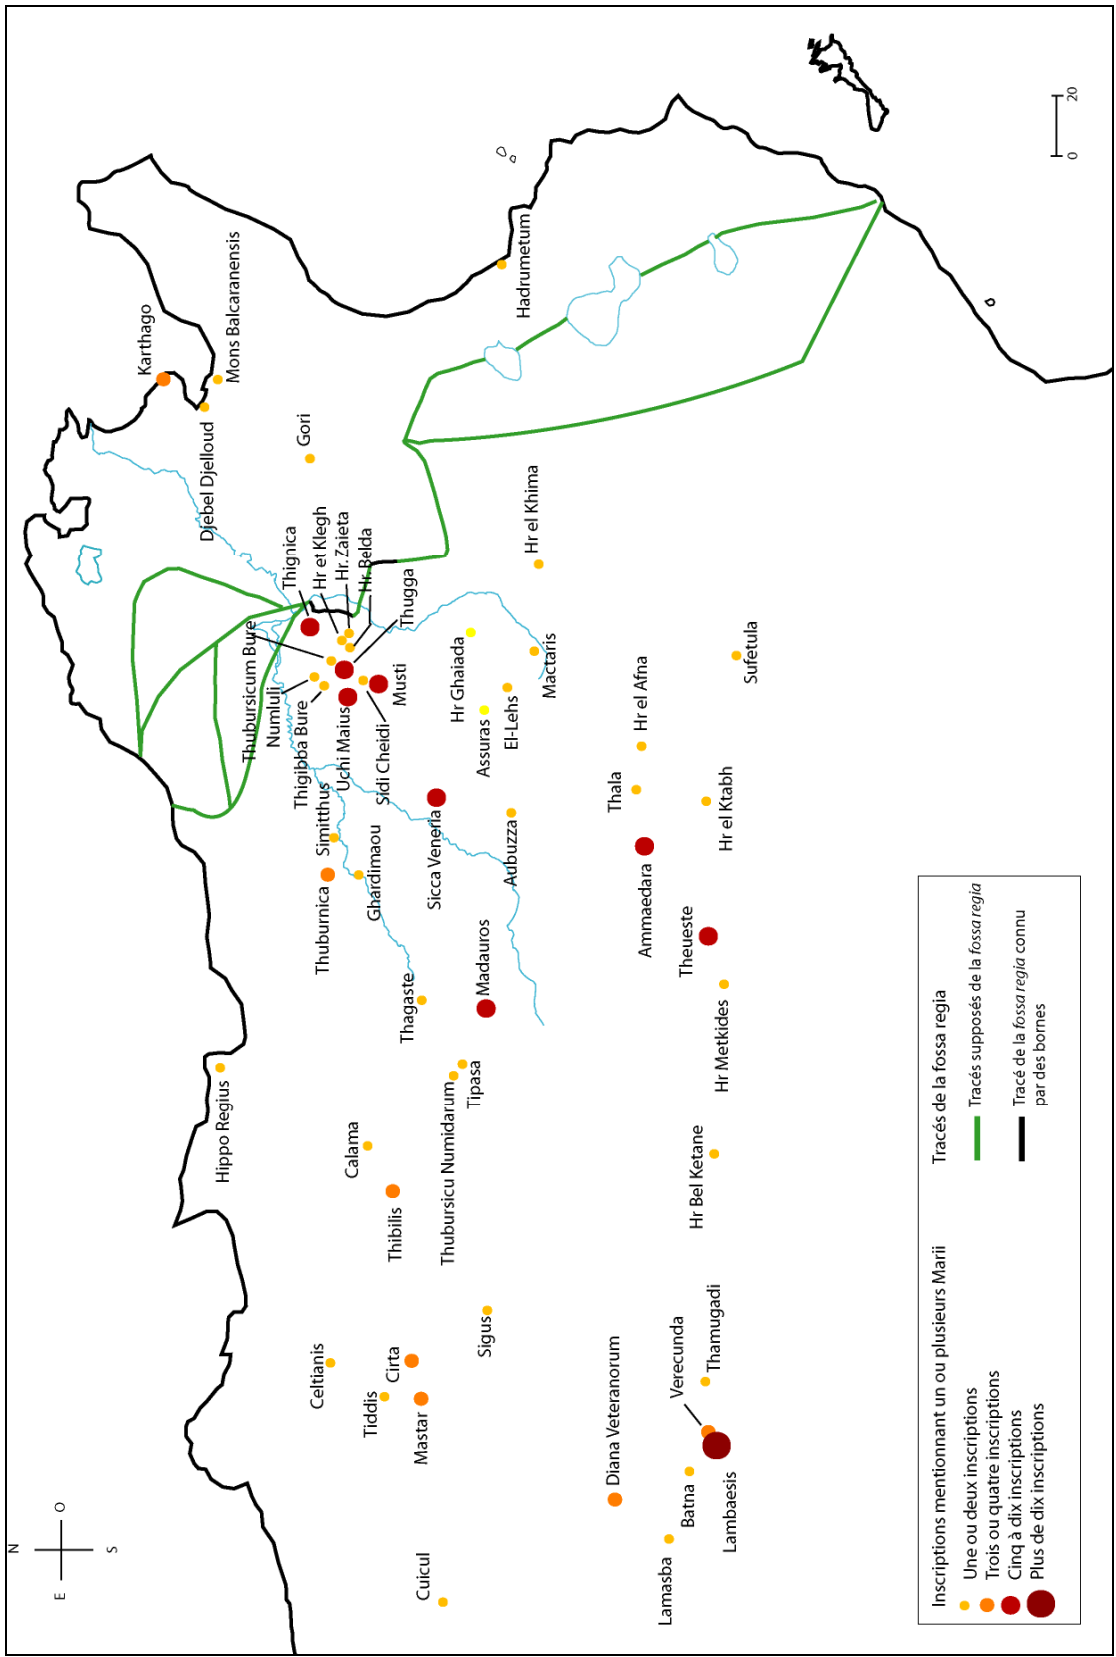 N
E
O
S
Karthago
Mons Balcaranensis
Djebel Djelloud
Gori
Hadrumetum
Thignica
Hr et Klegh
Hr. Zaieta
Hr. Belda
Thugga
Hr el Khima
Thubursicum Bure
Numluli
Thigibba Bure
Uchi Maius
Sidi Cheidi
Musti
Hr Ghaiada
Assuras
El-Lehs
Mactaris
Sufetula
Hr el Afna
Thala
Hr el Ktabh
Simitthus
Thuburnica
Ghardimaou
Sicca Veneria
Aubuzza
Ammaedara
Theueste
Hr Metkides
Thagaste
Madauros
Hippo Regius
Calama
Thibilis
Thubursicu Numidarum
Tipasa
Hr Bel Ketane
Celtianis
Cirta
Tiddis
Mastar
Sigus
Cuicul
Diana Veteranorum
Verecunda
Thamugadi
Batna
Lambaesis
Lamasba
0
20
Inscriptions mentionnant un ou plusieurs Marii
Une ou deux inscriptions
Trois ou quatre inscriptions
Cinq à dix inscriptions
Plus de dix inscriptions
Tracés de la fossa regia
Tracés supposés de la fossa regia
Tracé de la fossa regia connu
par des bornes